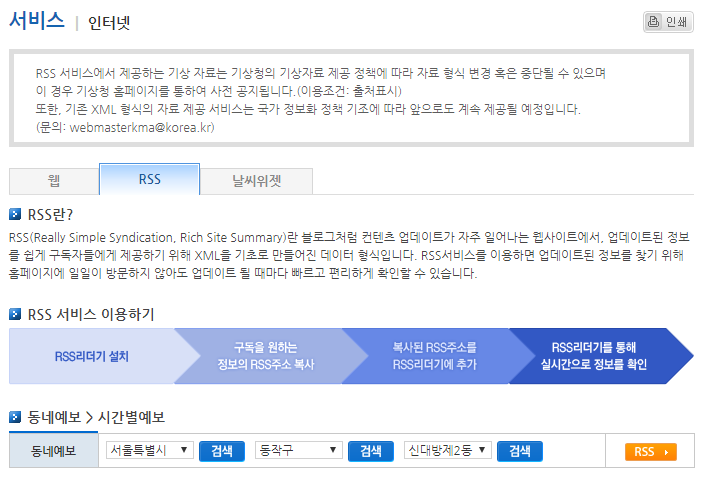 서비스 | 인터넷
인쇄
RSS 서비스에서 제공하는 기상 자료는 기상청의 기상자료 제공 정책에 따라 자료 형식 변경 혹은 중단될 수 있으며
이 경우 기상청 홈페이지를 통하여 사전 공지됩니다.(이용조건: 출처표시)
또한, 기존 XML 형식의 자료 제공 서비스는 국가 정보화 정책 기조에 따라 앞으로도 계속 제공될 예정입니다.
(문의: webmasterkma@korea.kr)
웹 RSS 날씨위젯
RSS란?
RSS(Really Simple Syndication, Rich Site Summary)란 블로그처럼 컨텐츠 업데이트가 자주 일어나는 웹사이트에서, 업데이트된 정보
를 쉽게 구독자들에게 제공하기 위해 XML을 기초로 만들어진 데이터 형식입니다. RSS서비스를 이용하면 업데이트된 정보를 찾기 위해
홈페이지에 일일이 방문하지 않아도 업데이트 될 때마다 빠르고 편리하게 확인할 수 있습니다.
RSS 서비스 이용하기
RSS리더기 설치
구독을 원하는
정보의 RSS주소 복사
복사된 RSS주소를
RSS리더기에 추가
RSS리더기를 통해
실시간으로 정보를 확인
동네예보 > 시간별예보
동네예보 서울특별시 검색 동작구 검색 신대방제2동 검색 RSS